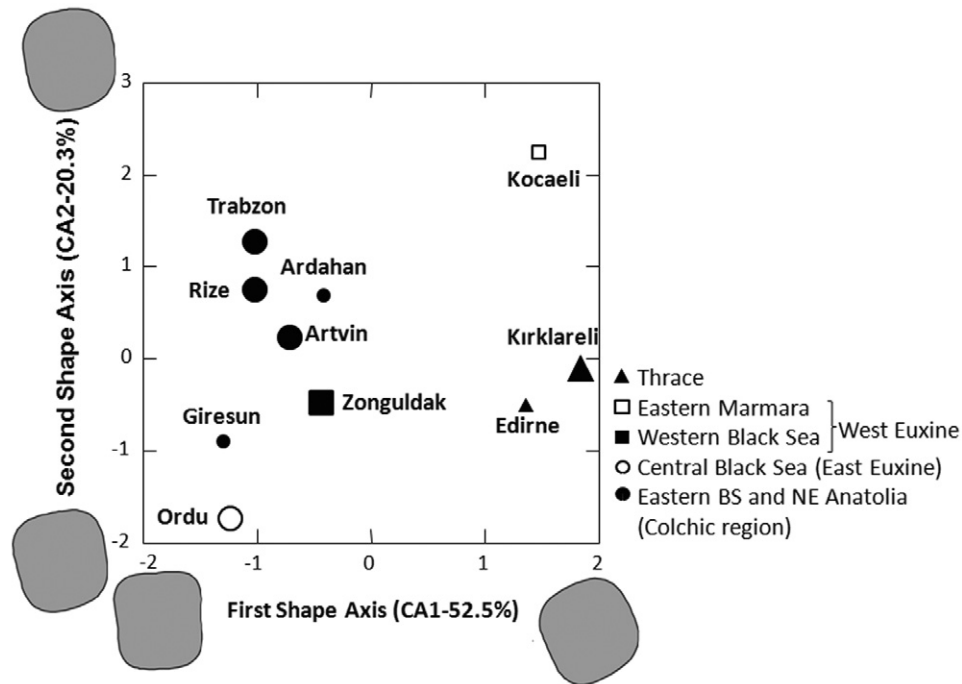 3
2
1
0
-1
-2
-2
-1
0
1
2
Second Shape Axis (CA2-20.3%)
First Shape Axis (CA1-52.5%)
Kocaeli
Trabzon
Ardahan
Rize
Artvin
Kırklareli
Zonguldak
Edirne
Giresun
Ordu
Thrace
Eastern Marmara
Western Black Sea
West Euxine
Central Black Sea (East Euxine)
Eastern BS and NE Anatolia
(Colchic region)